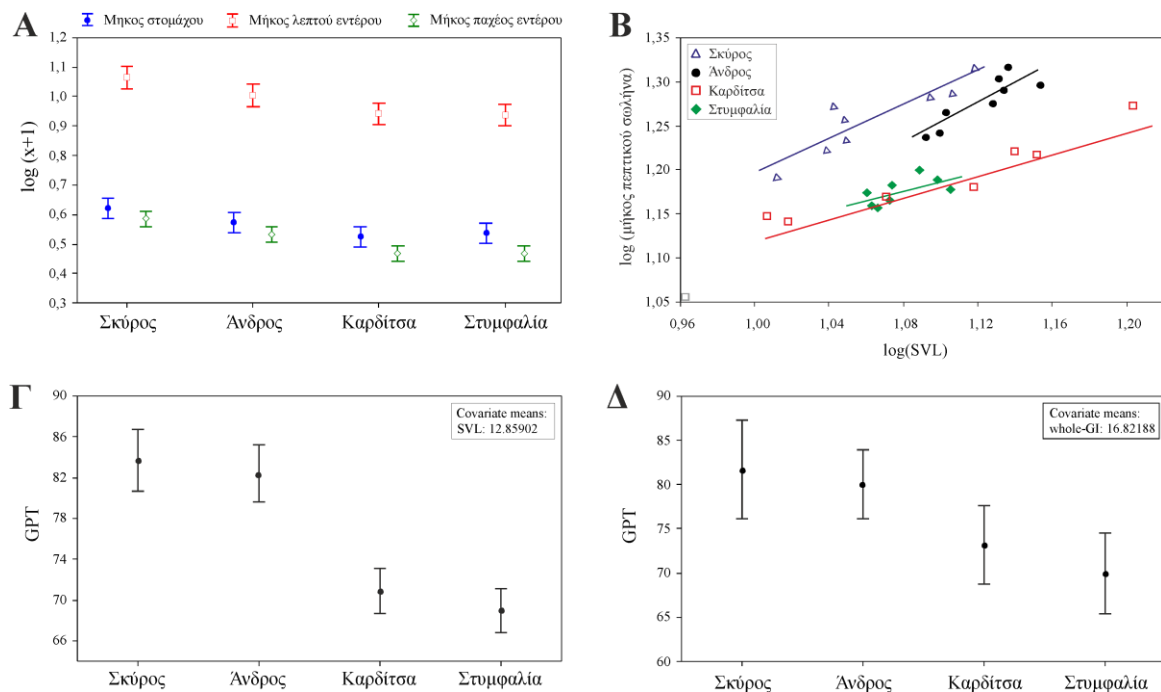 Α
Μηκος στομάχου
Μήκος λεπτού εντέρου
Μήκος παχέος εντέρου
1,2
1,1
1,0
0,9
0,8
0,7
0,6
0,5
0,4
0,3
log (x+1)
Σκύρος
Άνδρος
Καρδίτσα
Στυμφαλία
Β
1,35
1,30
1,25
1,20
1,15
1,10
1,05
log (μήκος πεπτικού σωλήνα)
Σκύρος
Άνδρος
Καρδίτσα
Στυμφαλία
0,96
1,00
1,04
1,08
1,12
1,16
1,20
log(SVL)
Γ
90
86
82
78
74
70
66
GPT
Covariate means:
SVL: 12.85902
Σκύρος
Άνδρος
Καρδίτσα
Στυμφαλία
Δ
90
85
80
75
70
65
60
GPT
Covariate means:
whole-GI: 16.82188
Σκύρος
Άνδρος
Καρδίτσα
Στυμφαλία